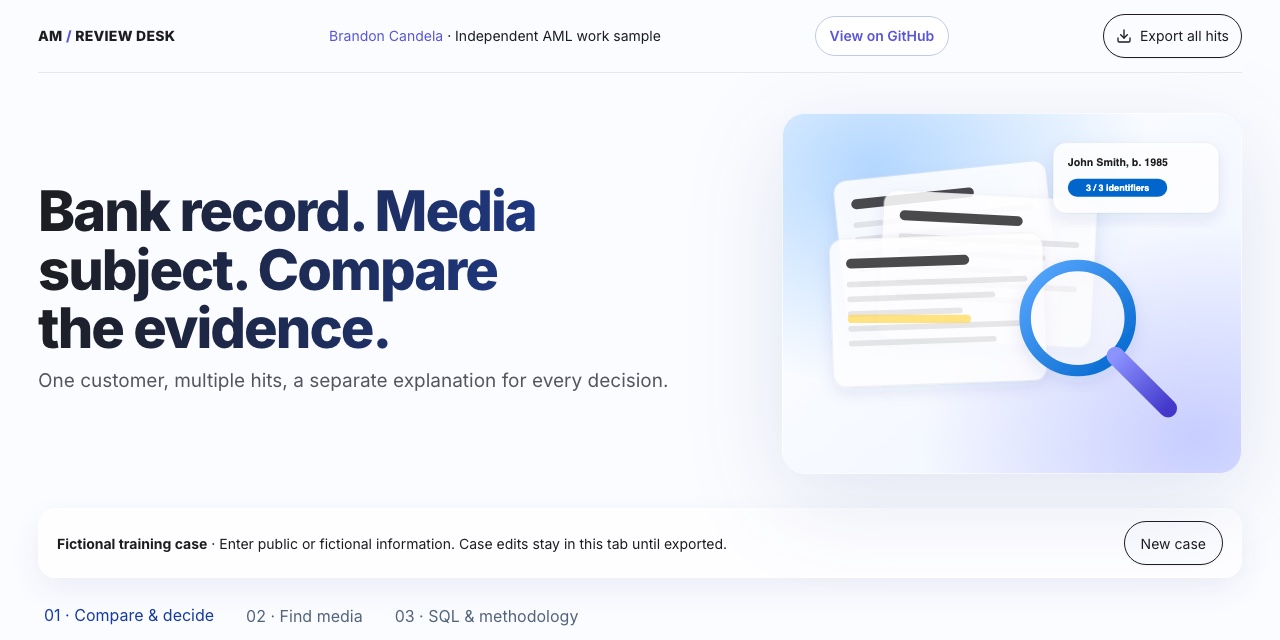 AM / REVIEW DESK
Brandon Candela · Independent AML work sample
View on GitHub
Export all hits
Bank record. Media
subject. Compare
the evidence.
One customer, multiple hits, a separate explanation for every decision.
John Smith, b. 1985
3 / 3 identifiers
Fictional training case · Enter public or fictional information. Case edits stay in this tab until exported.
New case
01 · Compare & decide
02 · Find media
03 · SQL & methodology